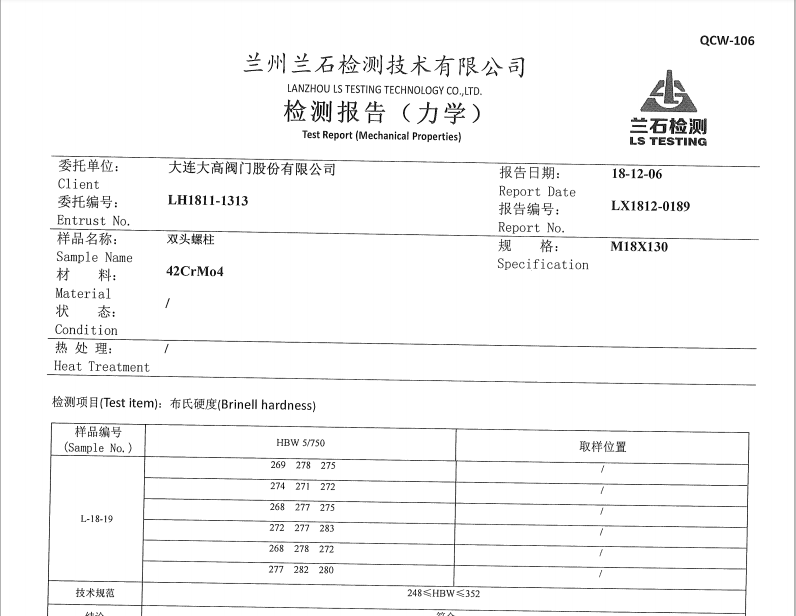 QCW-106
兰州兰石检测技术有限公司
LANZHOU LS TESTING TECHNOLOGY CO.,LTD.
检测报告（力学）
Test Report (Mechanical Properties)
兰石检测
LS TESTING
委托单位： 大连大高阀门股份有限公司 报告日期： 18-12-06
Client Report Date
委托编号： LH1811-1313 报告编号： LX1812-0189
Entrust No. Report No.
样品名称： 双头螺柱 规 格： M18X130
Sample Name Specification
材 料： 42CrMo4
Material
状 态： /
Condition
热 处 理： /
Heat Treatment
检测项目(Test item)：布氏硬度(Brinell hardness)
样品编号 HBW 5/750 取样位置
(Sample No.)
269 278 275 /
274 271 272 /
268 277 275 /
L-18-19
272 277 283 /
268 278 272 /
277 282 280 /
技术规范 248≤HBW≤352